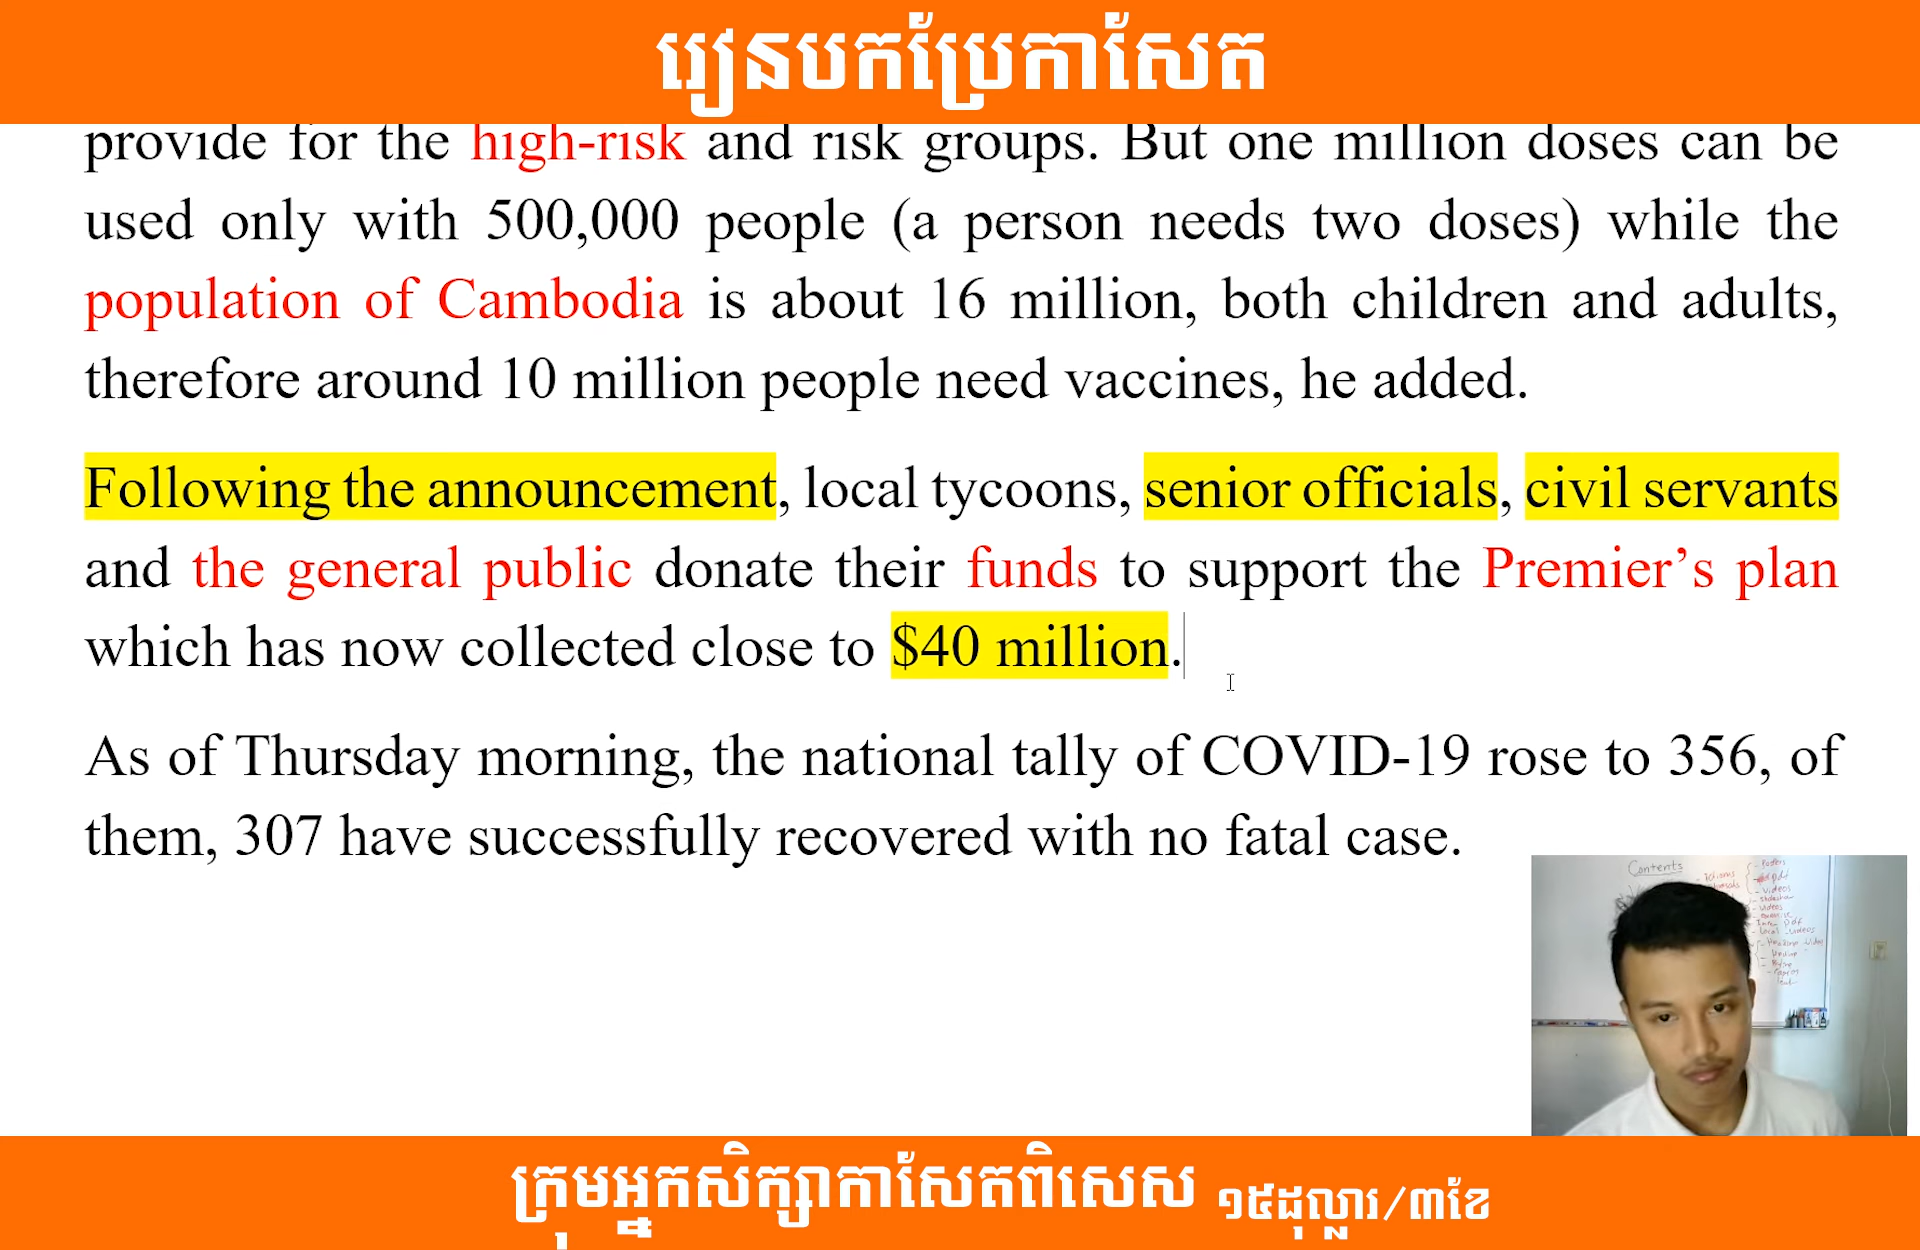 រៀនបកប្រែកាសែត
provide for the high-risk and risk groups. But one million doses can be
used only with 500,000 people (a person needs two doses) while the
population of Cambodia is about 16 million, both children and adults,
therefore around 10 million people need vaccines, he added.
Following the announcement, local tycoons, senior officials, civil servants
and the general public donate their funds to support the Premier’s plan
which has now collected close to $40 million.
As of Thursday morning, the national tally of COVID-19 rose to 356, of
them, 307 have successfully recovered with no fatal case.
Contents
- Posters
- Idioms
- pdf
- Videos
ក្រុមអ្នកសិក្សាកាសែតពិសេស ១៥ដុល្លារ/៣ខែ